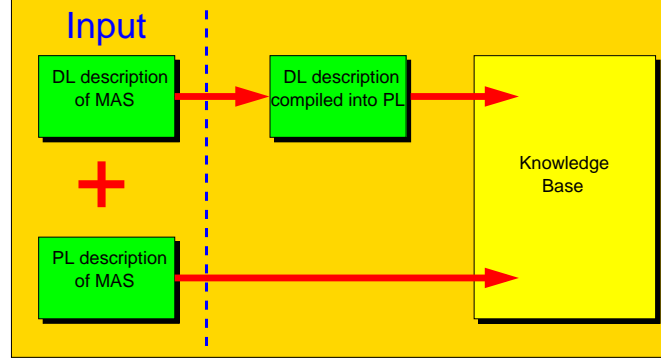 Input
DL description
of MAS
DL description
compiled into PL
Knowledge
Base
PL description
of MAS